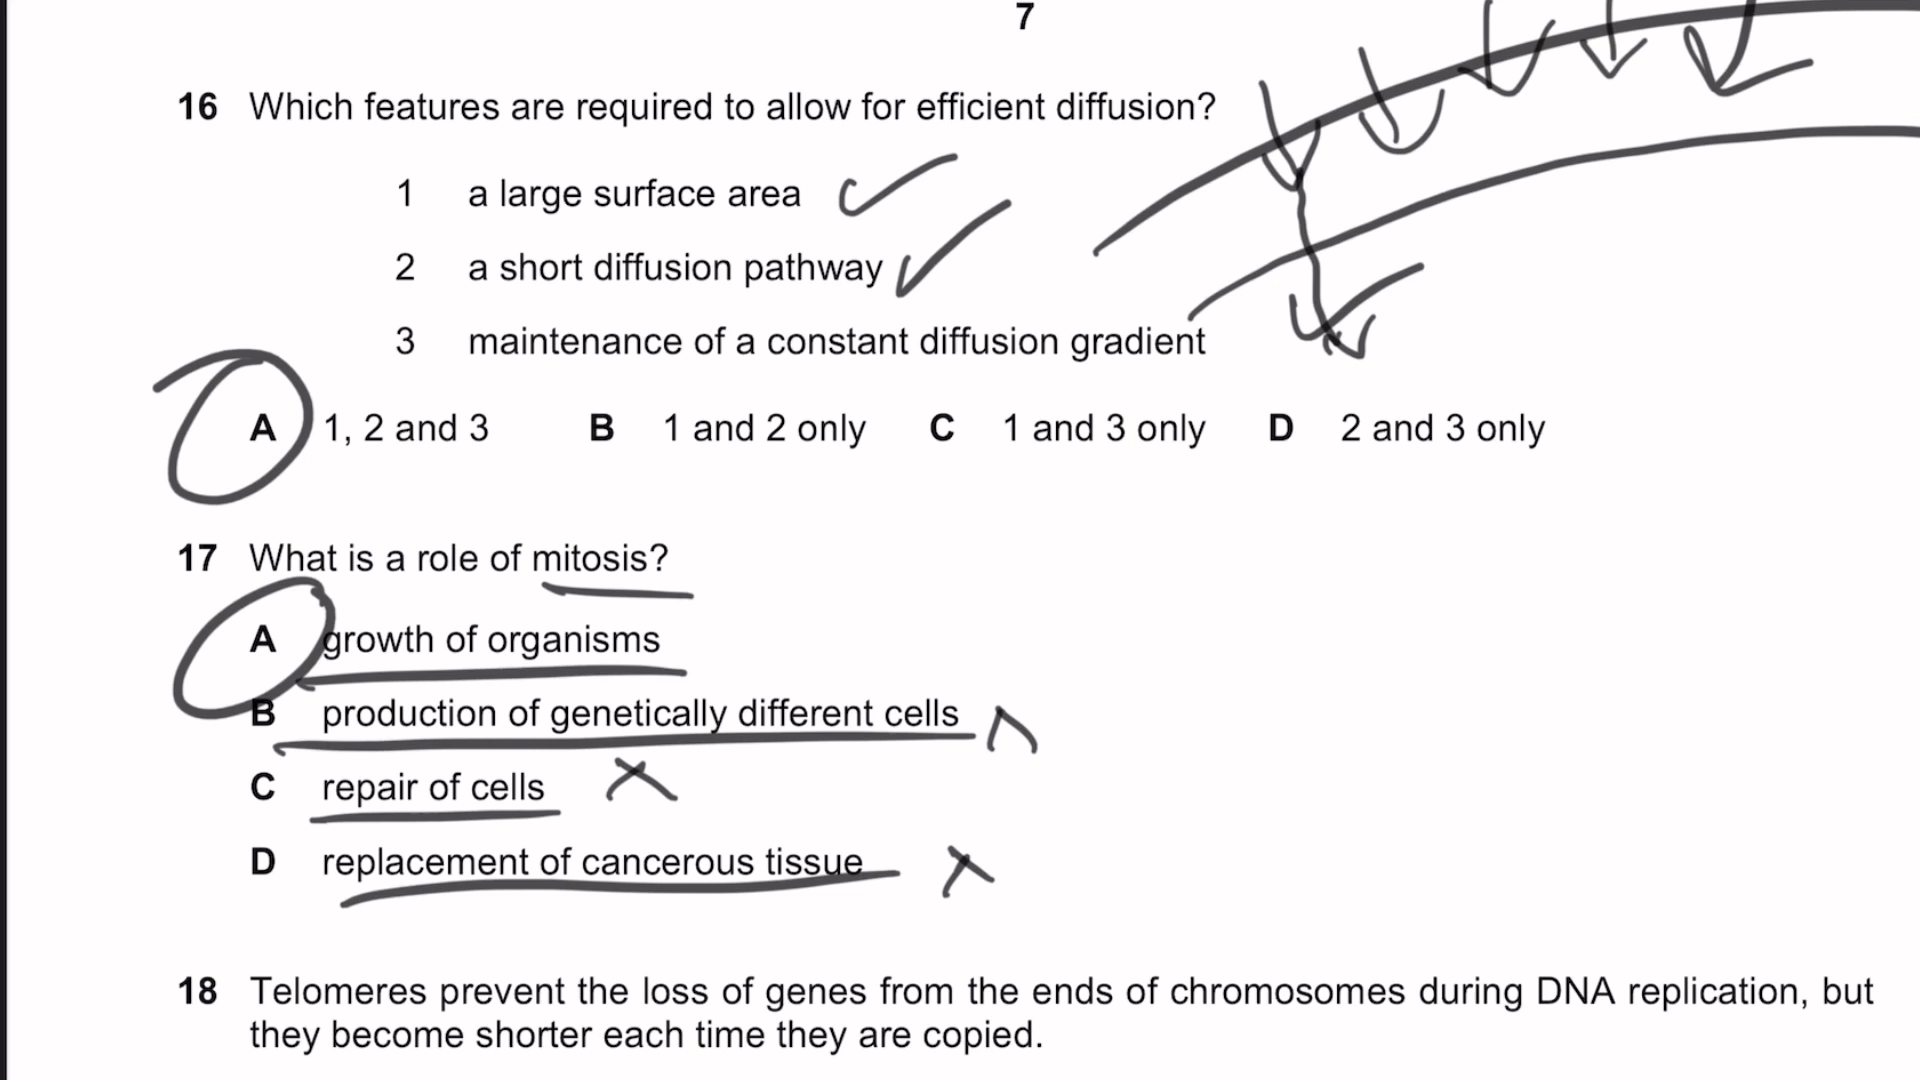 7
16 Which features are required to allow for efficient diffusion?
1 a large surface area
2 a short diffusion pathway
3 maintenance of a constant diffusion gradient
A 1, 2 and 3 B 1 and 2 only C 1 and 3 only D 2 and 3 only
17 What is a role of mitosis?
A growth of organisms
B production of genetically different cells
C repair of cells
D replacement of cancerous tissue
18 Telomeres prevent the loss of genes from the ends of chromosomes during DNA replication, but
they become shorter each time they are copied.